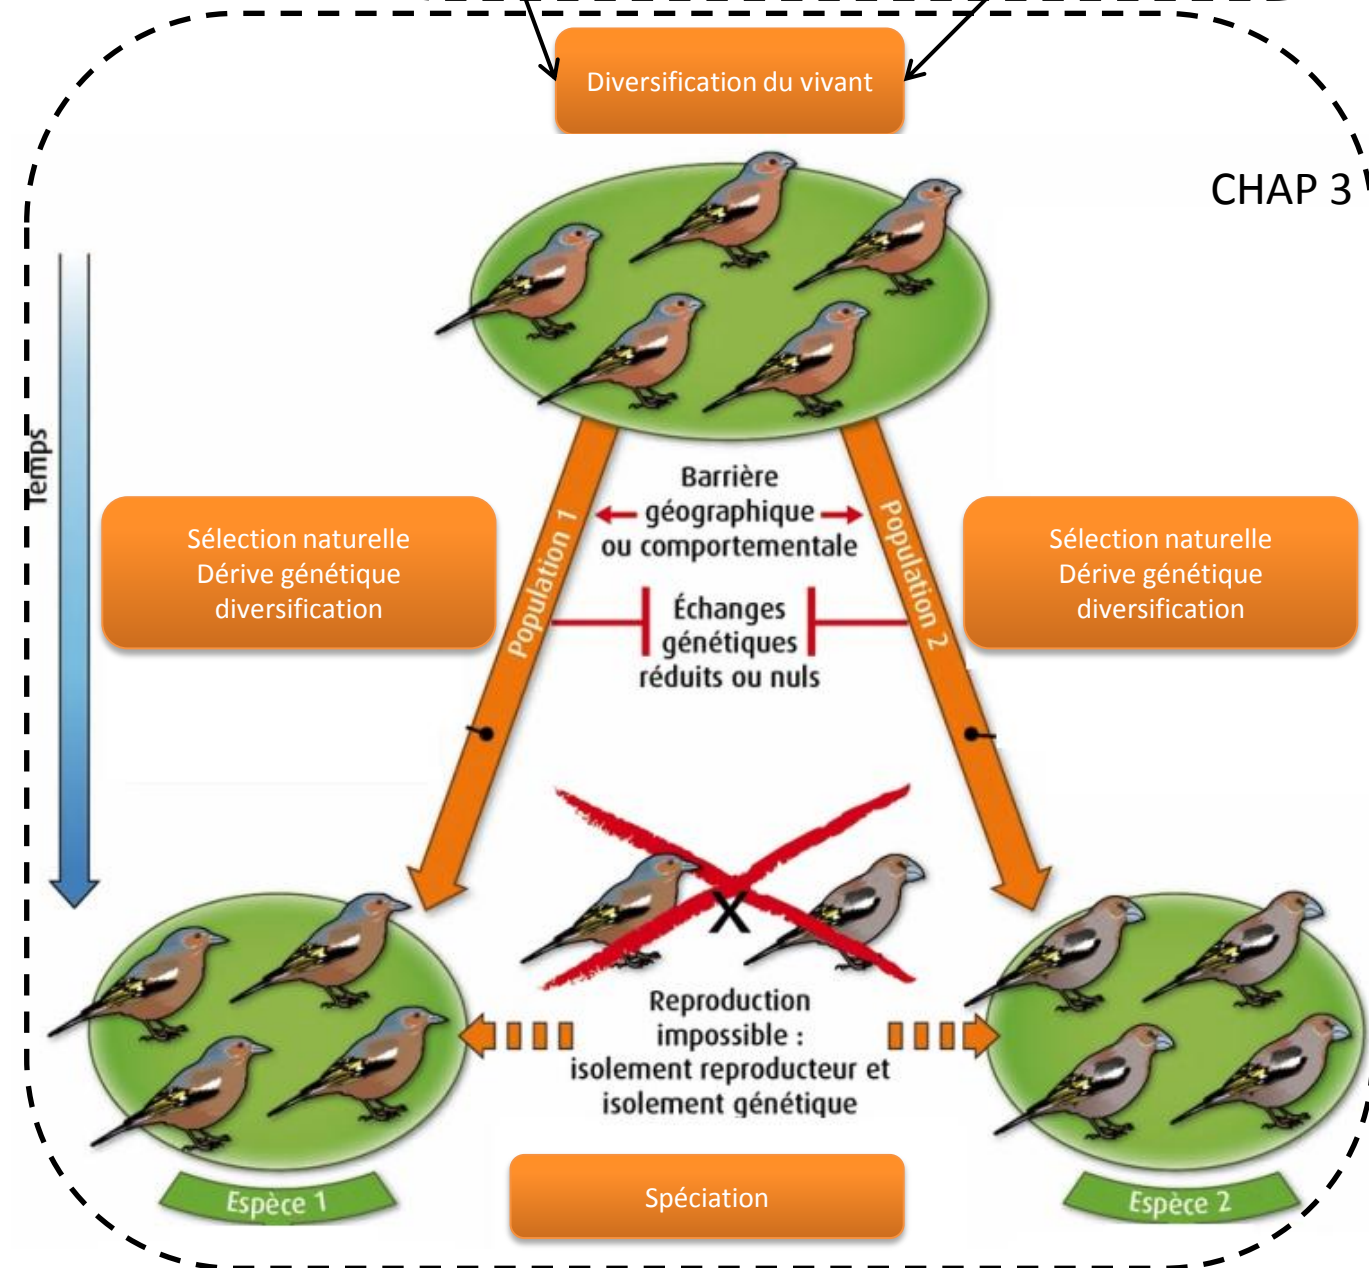 Diversification du vivant
CHAP 3
Temps
Barrière
géographique
ou comportementale
Population 1
Population 2
Sélection naturelle
Dérive génétique
diversification
Sélection naturelle
Dérive génétique
diversification
Échanges
génétiques
réduits ou nuls
X
Reproduction
impossible :
isolement reproducteur et
isolement génétique
Espèce 1
Spéciation
Espèce 2